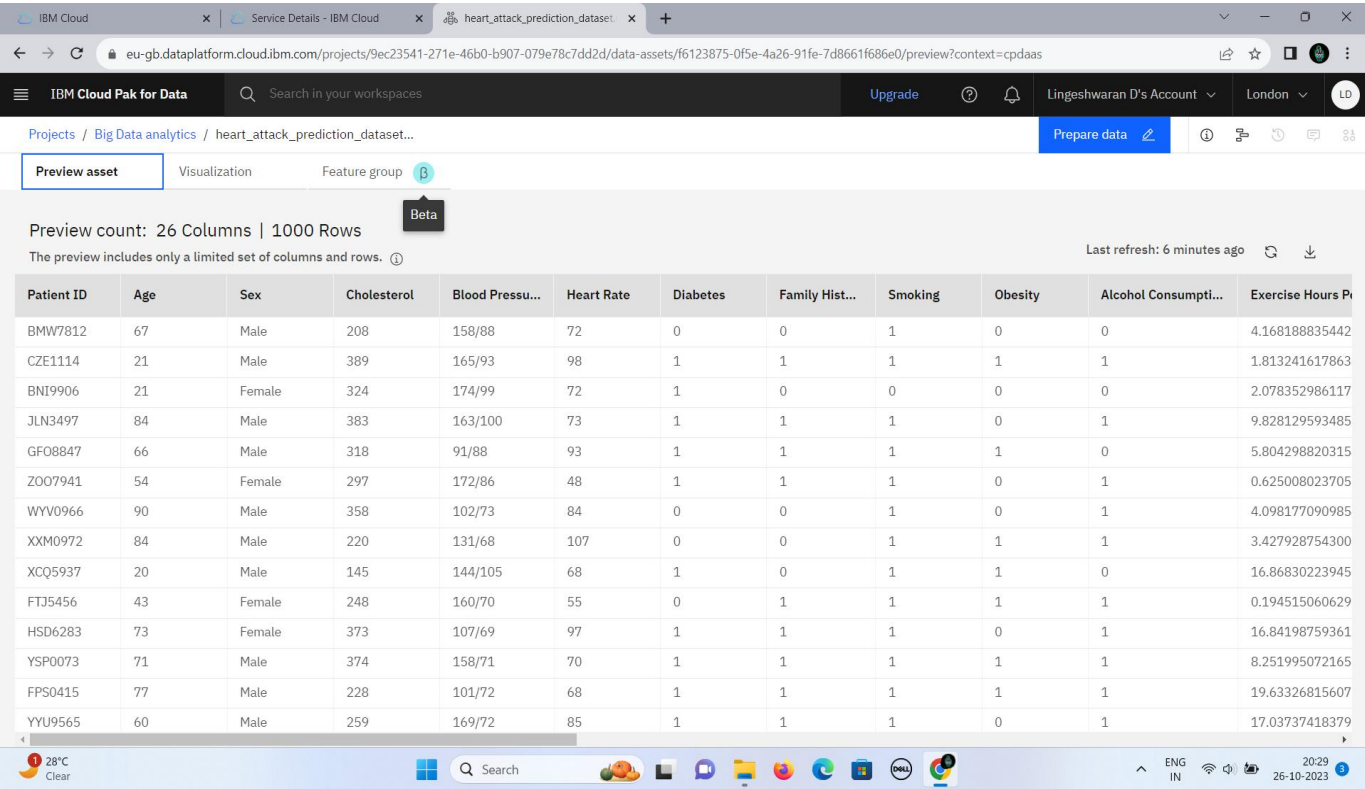 IBM Cloud Service Details - IBM Cloud heart_attack_prediction_dataset.
eu-gb.dataplatform.cloud.ibm.com/projects/9ec23541-271e-46b0-b907-079e78c7dd2d/data-assets/f6123875-0f5e-4a26-91fe-7d8661f686e0/preview?context=cpdaas
IBM Cloud Pak for Data Search in your workspaces Upgrade Lingeshwaran D's Account London LD
Projects / Big Data analytics / heart_attack_prediction_dataset... Prepare data
Preview asset Visualization Feature group β
Beta
Preview count: 26 Columns | 1000 Rows
The preview includes only a limited set of columns and rows. Last refresh: 6 minutes ago
Patient ID Age Sex Cholesterol Blood Pressu... Heart Rate Diabetes Family Hist... Smoking Obesity Alcohol Consumpti... Exercise Hours P
BMW7812 67 Male 208 158/88 72 0 0 1 0 0 4.168188835442
CZE1114 21 Male 389 165/93 98 1 1 1 1 1 1.813241617863
BNI9906 21 Female 324 174/99 72 1 0 0 0 0 2.078352986117
JLN3497 84 Male 383 163/100 73 1 1 1 0 1 9.828129593485
GFO8847 66 Male 318 91/88 93 1 1 1 1 0 5.804298820315
ZOO7941 54 Female 297 172/86 48 1 1 1 0 1 0.625008023705
WYV0966 90 Male 358 102/73 84 0 0 1 0 1 4.098177090985
XXM0972 84 Male 220 131/68 107 0 0 1 1 1 3.427928754300
XCQ5937 20 Male 145 144/105 68 1 0 1 1 0 16.86830223945
FTJ5456 43 Female 248 160/70 55 0 1 1 1 1 0.194515060629
HSD6283 73 Female 373 107/69 97 1 1 1 0 1 16.84198759361
YSP0073 71 Male 374 158/71 70 1 1 1 1 1 8.251995072165
FPS0415 77 Male 228 101/72 68 1 1 1 1 1 19.63326815607
YYU9565 60 Male 259 169/72 85 1 1 1 0 1 17.03737418379
1 28°C Search DELL ENG 20:29
Clear IN 26-10-2023 3